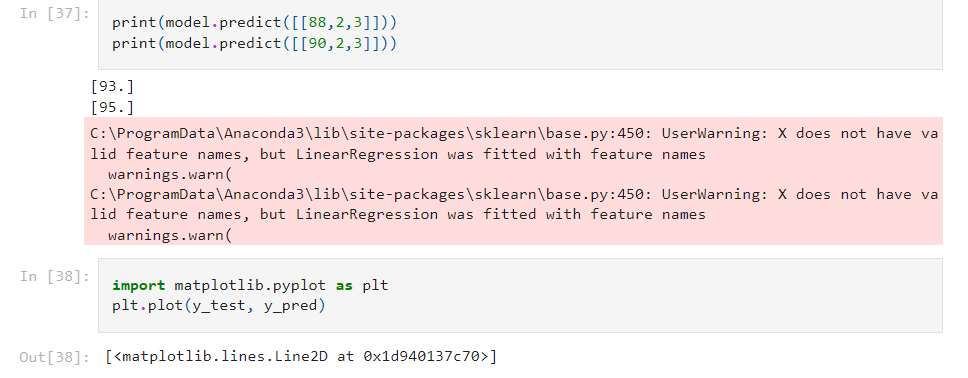 In [37]:
print(model.predict([[88,2,3]]))
print(model.predict([[90,2,3]]))
[93.]
[95.]
C:\ProgramData\Anaconda3\lib\site-packages\sklearn\base.py:450: UserWarning: X does not have va
lid feature names, but LinearRegression was fitted with feature names
  warnings.warn(
C:\ProgramData\Anaconda3\lib\site-packages\sklearn\base.py:450: UserWarning: X does not have va
lid feature names, but LinearRegression was fitted with feature names
  warnings.warn(
In [38]:
import matplotlib.pyplot as plt
plt.plot(y_test, y_pred)
Out[38]: [<matplotlib.lines.Line2D at 0x1d940137c70>]